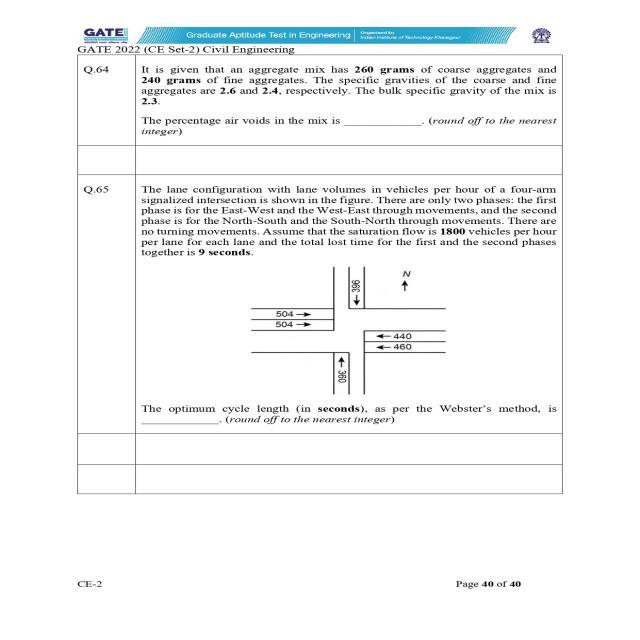 GATE
Graduate Aptitude Test in Engineering
Organised by
Indian Institute of Technology Kharagpur
GATE 2022 (CE Set-2) Civil Engineering
Q.64
It is given that an aggregate mix has 260 grams of coarse aggregates and
240 grams of fine aggregates. The specific gravities of the coarse and fine
aggregates are 2.6 and 2.4, respectively. The bulk specific gravity of the mix is
2.3.
The percentage air voids in the mix is ____________. (round off to the nearest
integer)
Q.65
The lane configuration with lane volumes in vehicles per hour of a four-arm
signalized intersection is shown in the figure. There are only two phases: the first
phase is for the East-West and the West-East through movements, and the second
phase is for the North-South and the South-North through movements. There are
no turning movements. Assume that the saturation flow is 1800 vehicles per hour
per lane for each lane and the total lost time for the first and the second phases
together is 9 seconds.
396
N
504
504
440
460
360
The optimum cycle length (in seconds), as per the Webster's method, is
____________. (round off to the nearest integer)
CE-2
Page 40 of 40